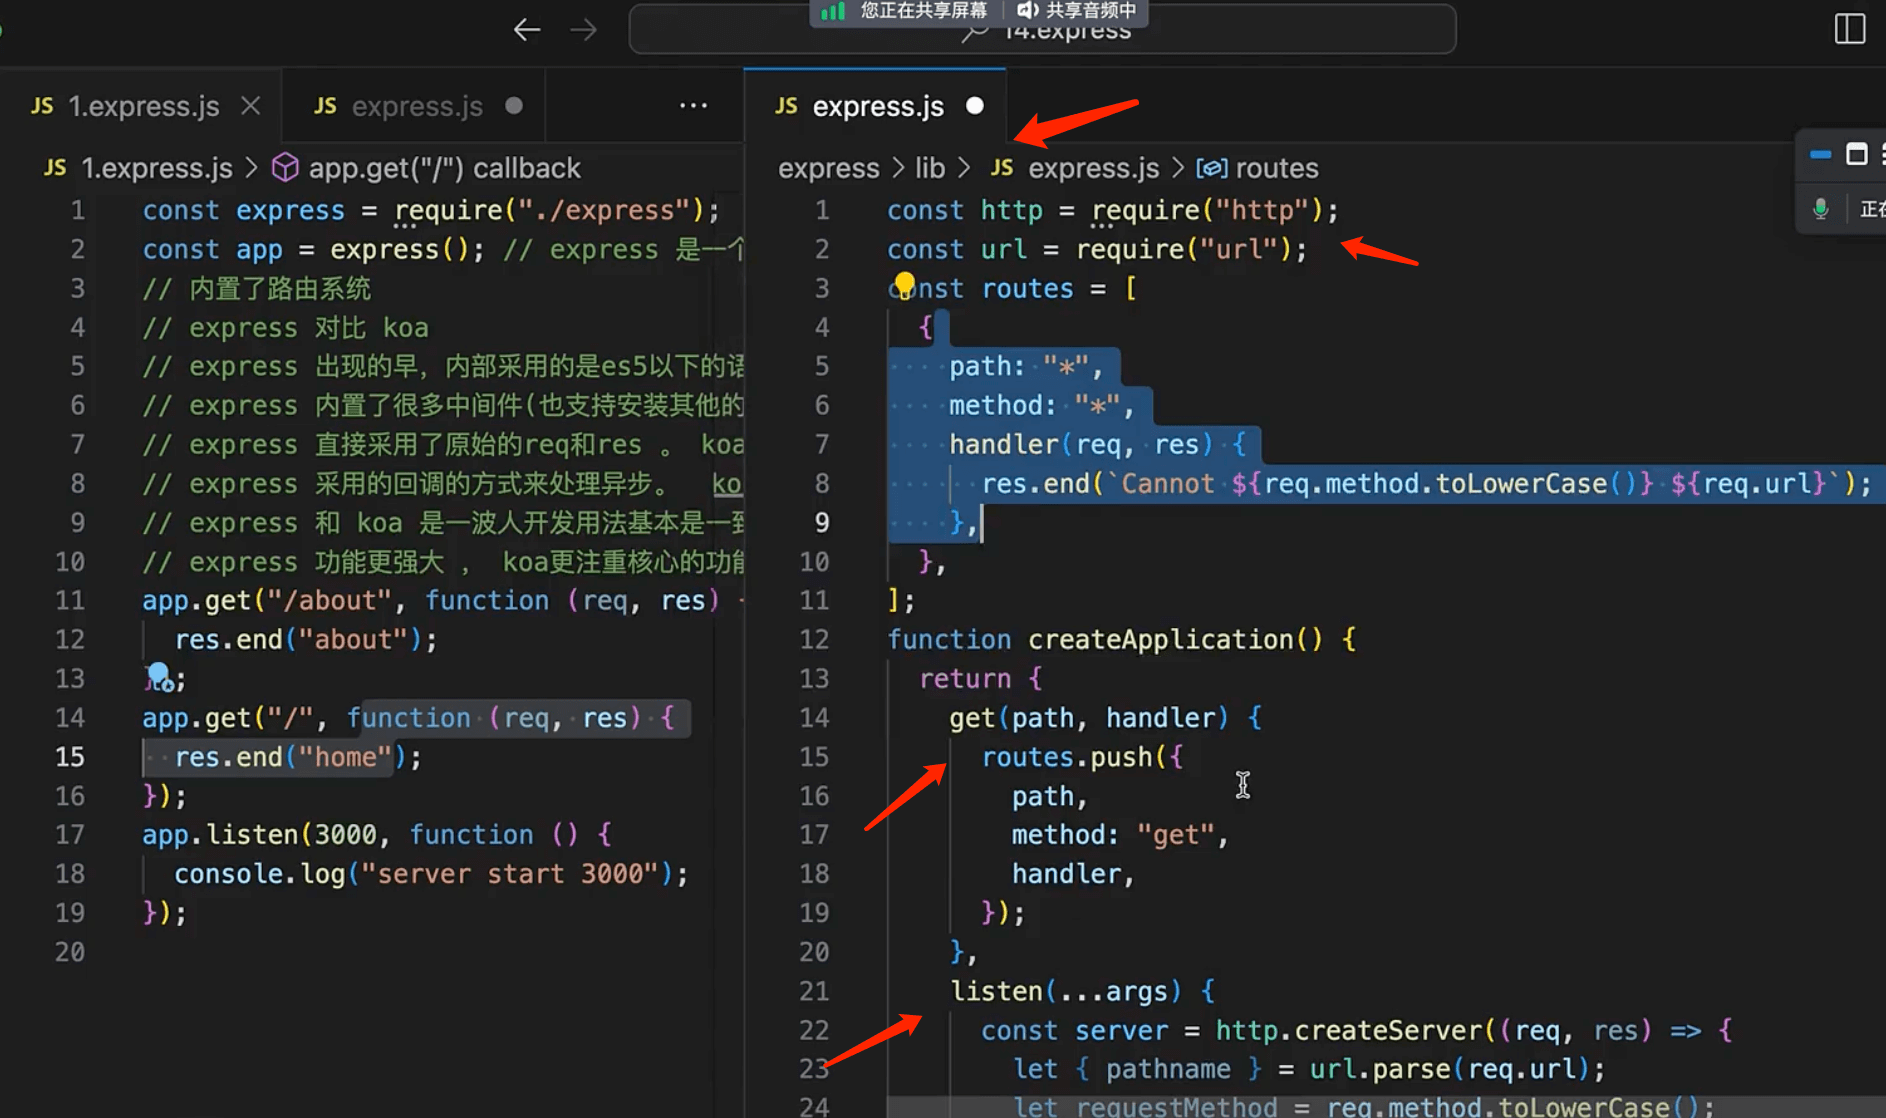 您正在共享屏幕 共享音频中
14.express
JS 1.express.js
JS express.js
JS express.js
JS 1.express.js > app.get("/") callback
1 const express = require("./express");
2 const app = express(); // express 是一个
3 // 内置了路由系统
4 // express 对比 koa
5 // express 出现的早，内部采用的是es5以下的语
6 // express 内置了很多中间件(也支持安装其他的
7 // express 直接采用了原始的req和res 。 koa
8 // express 采用的回调的方式来处理异步。 ko
9 // express 和 koa 是一波人开发用法基本是一致
10 // express 功能更强大 ， koa更注重核心的功能
11 app.get("/about", function (req, res)
12 res.end("about");
13 });
14 app.get("/", function (req, res) {
15 res.end("home");
16 });
17 app.listen(3000, function () {
18 console.log("server start 3000");
19 });
20
express > lib > JS express.js > routes
1 const http = require("http");
2 const url = require("url");
3 const routes = [
4 {
5 path: "*",
6 method: "*",
7 handler(req, res) {
8 res.end(`Cannot ${req.method.toLowerCase()} ${req.url}`);
9 },
10 },
11 ];
12 function createApplication() {
13 return {
14 get(path, handler) {
15 routes.push({
16 path,
17 method: "get",
18 handler,
19 });
20 },
21 listen(...args) {
22 const server = http.createServer((req, res) => {
23 let { pathname } = url.parse(req.url);
24 let requestMethod = req.method.toLowerCase();
正在